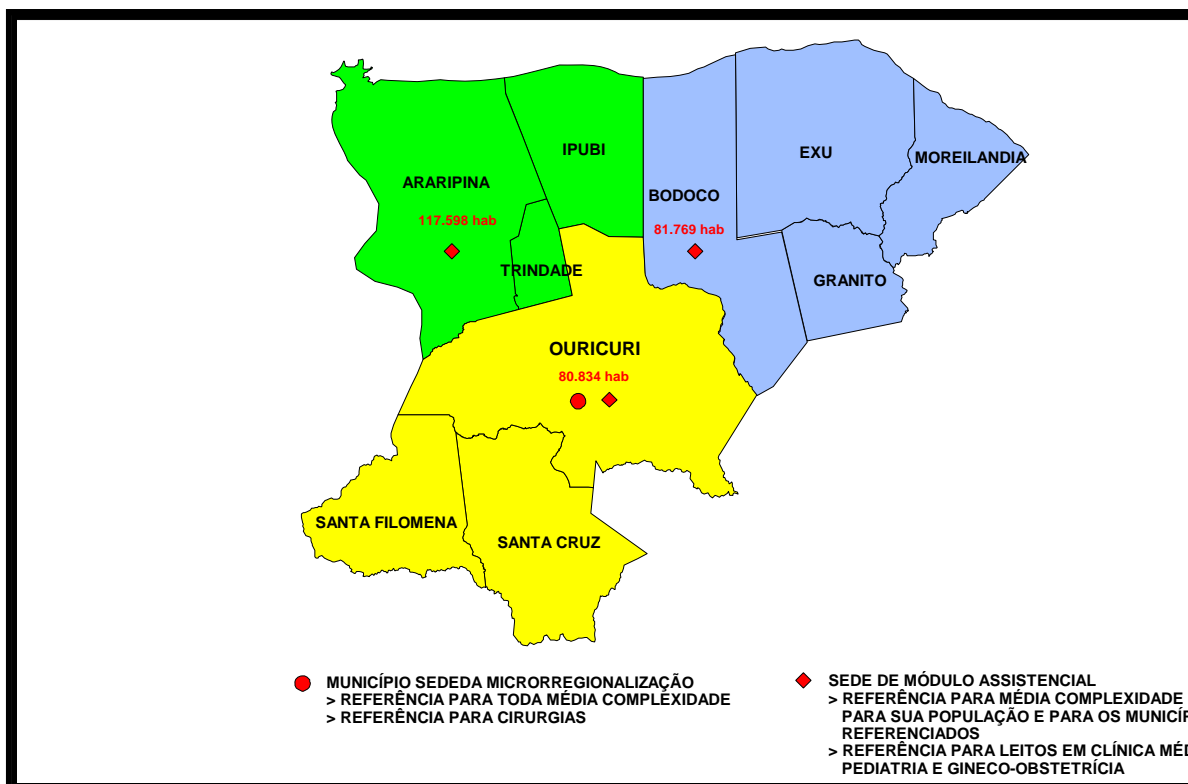 IPUBI
EXU
MOREILANDIA
ARARIPINA
BODOCO
117.598 hab
81.769 hab
TRINDADE
GRANITO
OURICURI
80.834 hab
SANTA FILOMENA
SANTA CRUZ
MUNICÍPIO SEDEDA MICRORREGIONALIZAÇÃO
> REFERÊNCIA PARA TODA MÉDIA COMPLEXIDADE
> REFERÊNCIA PARA CIRURGIAS
SEDE DE MÓDULO ASSISTENCIAL
> REFERÊNCIA PARA MÉDIA COMPLEXIDADE
PARA SUA POPULAÇÃO E PARA OS
REFERENCIADOS
> REFERÊNCIA PARA LEITOS EM CLÍNICA
PEDIATRIA E GINECO-OBSTETRÍCIA